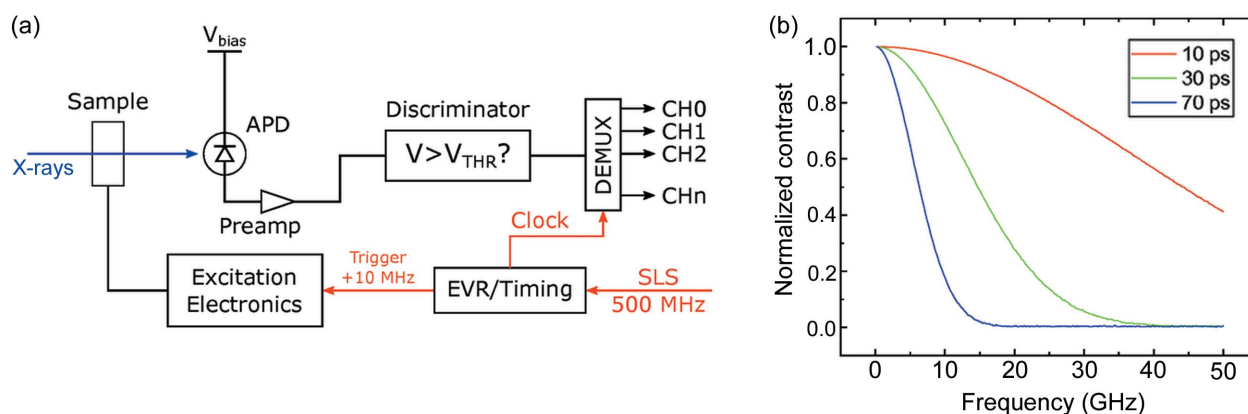 (a)
V_bias
Sample
APD
X-rays
Preamp
Discriminator
V>V_THR?
DEMUX
CH0
CH1
CH2
CHn
Clock
Excitation
Electronics
Trigger
+10 MHz
EVR/Timing
SLS
500 MHz
(b)
10 ps
30 ps
70 ps
Normalized contrast
1.0
0.8
0.6
0.4
0.2
0.0
0 10 20 30 40 50
Frequency (GHz)